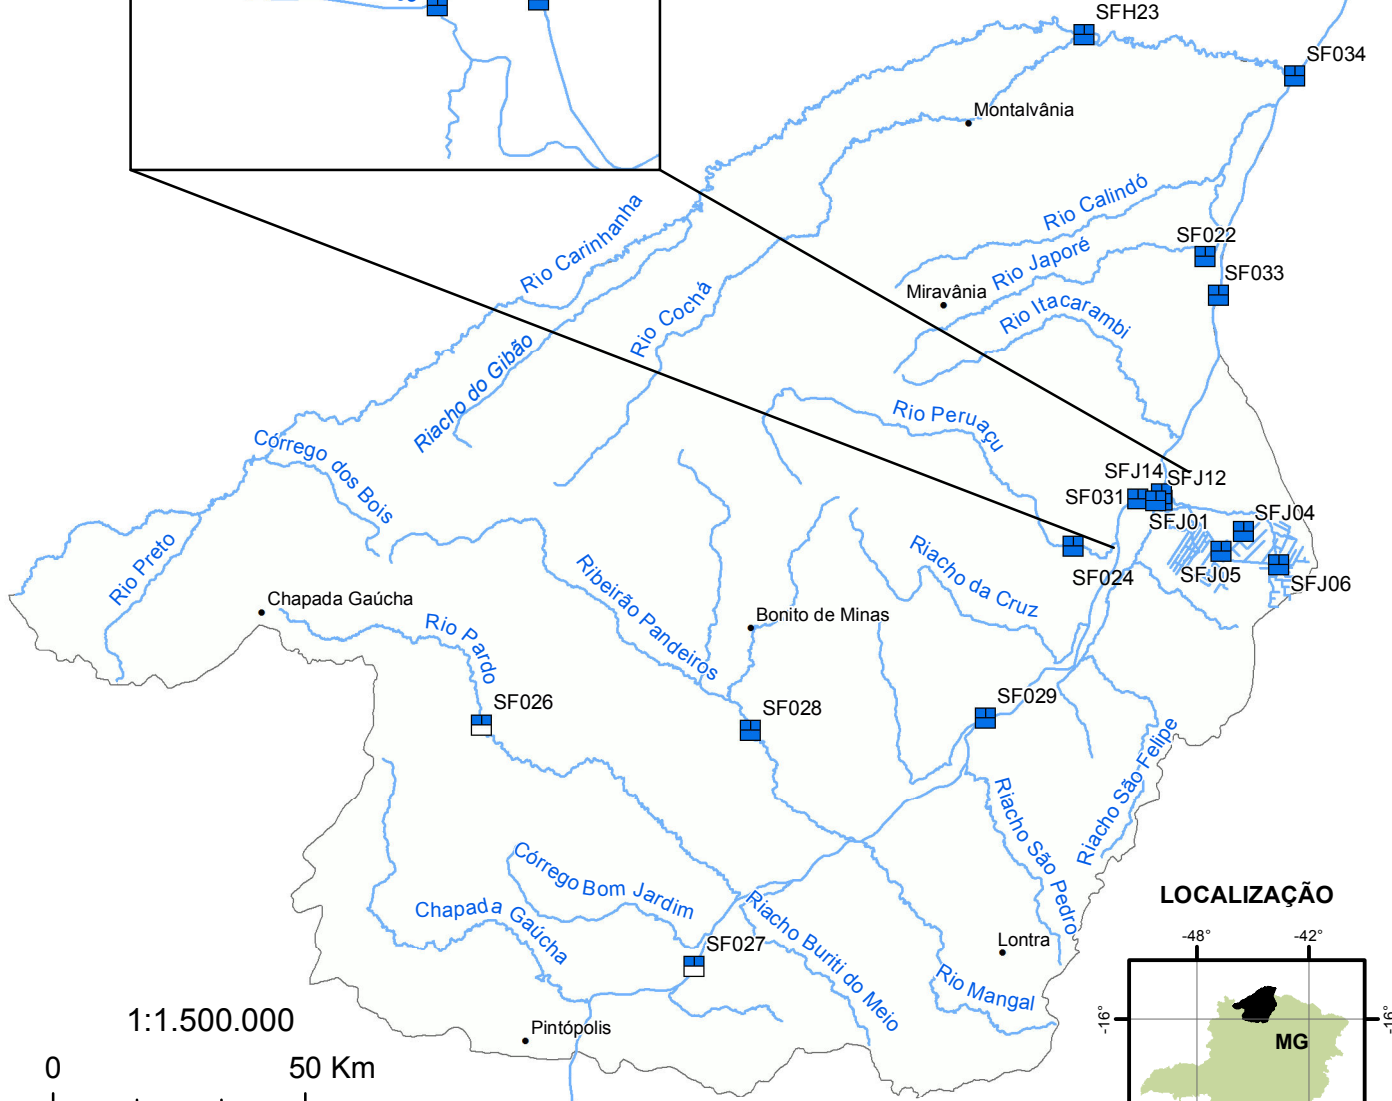 SFH23
SF034
Montalvânia
Rio Calindó
SF022
Rio Japoré
SF033
Rio Carinhanha
Miravânia
Rio Itacarambi
Rio Cochá
Riacho do Gibão
Rio Peruaçu
Córrego dos Bois
SFJ14
SFJ12
SF031
SFJ01
SFJ04
Rio Preto
SF024
SFJ05
SFJ06
Riacho da Cruz
Chapada Gaúcha
Ribeirão Pandeiros
Bonito de Minas
Rio Pardo
SF026
SF028
SF029
Riacho São Felipe
Riacho São Pedro
Córrego Bom Jardim
Chapada Gaúcha
Riacho Buriti do Meio
SF027
Lontra
Rio Mangal
Pintópolis
LOCALIZAÇÃO
-48°
-42°
-16°
-16°
MG
1:1.500.000
0
50 Km